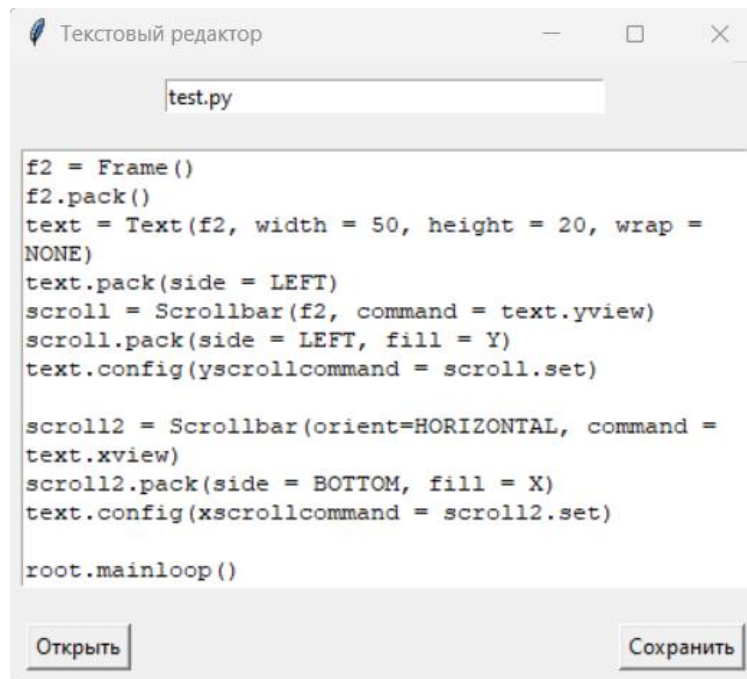 Текстовый редактор
test.py
f2 = Frame()
f2.pack()
text = Text(f2, width = 50, height = 20, wrap =
NONE)
text.pack(side = LEFT)
scroll = Scrollbar(f2, command = text.yview)
scroll.pack(side = LEFT, fill = Y)
text.config(yscrollcommand = scroll.set)

scroll2 = Scrollbar(orient=HORIZONTAL, command =
text.xview)
scroll2.pack(side = BOTTOM, fill = X)
text.config(xscrollcommand = scroll2.set)

root.mainloop()
Открыть
Сохранить